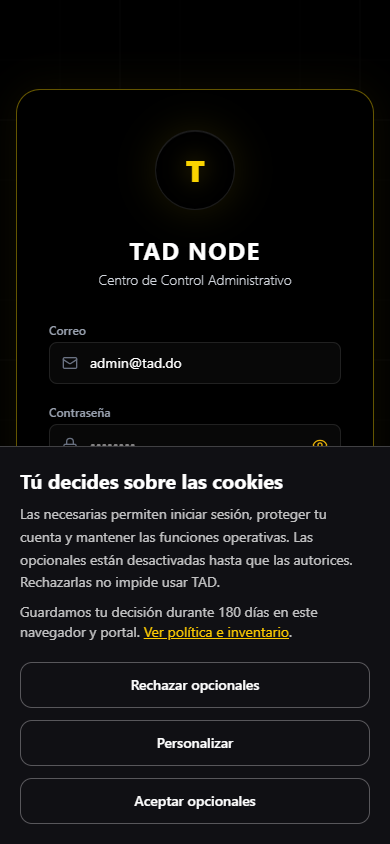 T
TAD NODE
Centro de Control Administrativo
Correo
admin@tad.do
Contraseña
Tú decides sobre las cookies
Las necesarias permiten iniciar sesión, proteger tu
cuenta y mantener las funciones operativas. Las
opcionales están desactivadas hasta que las autorices.
Rechazarlas no impide usar TAD.
Guardamos tu decisión durante 180 días en este
navegador y portal. Ver política e inventario.
Rechazar opcionales
Personalizar
Aceptar opcionales